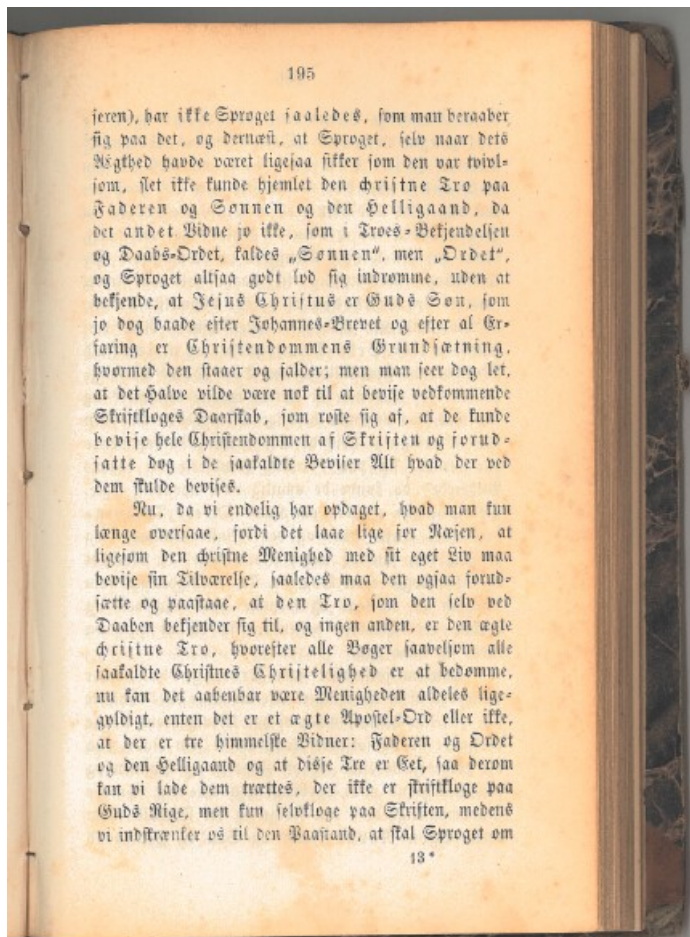 195
seren), har ikke Sproget saaledes, som man beraaber
sig paa det, og dernæst, at Sproget, selv naar dets
Ægthed havde været ligesaa sikker som den var tvivl-
som, slet ikke kunde hjemlet den christne Tro paa
Faderen og Sønnen og den Helligaand, da
det andet Vidne jo ikke, som i Troes-Bekjendelsen
og Daabs-Ordet, kaldes „Sønnen“, men „Ordet“,
og Sproget altsaa godt lod sig indrømme, uden at
bekjende, at Jesus Christus er Guds Søn, som
jo dog baade efter Johannes-Brevet og efter al Er-
faring er Christendommens Grundsætning,
hvormed den staaer og falder; men man seer dog let,
at det Halve vilde være nok til at bevise vedkommende
Skriftkloges Daarskab, som roste sig af, at de kunde
bevise hele Christendommen af Skriften og forud-
satte dog i de saakaldte Beviser Alt hvad der ved
dem skulde bevises.
Nu, da vi endelig har opdaget, hvad man kun
længe oversaae, fordi det laae lige for Næsen, at
ligesom den christne Menighed med sit eget Liv maa
bevise sin Tilværelse, saaledes maa den ogsaa forud-
sætte og paastaae, at den Tro, som den selv ved
Daaben bekjender sig til, og ingen anden, er den ægte
christne Tro, hvorefter alle Bøger saavelsom alle
saakaldte Christnes Christelighed er at bedømme,
nu kan det aabenbar være Menigheden aldeles lige-
gyldigt, enten det er et ægte Apostel-Ord eller ikke,
at der er tre himmelske Vidner: Faderen og Ordet
og den Helligaand og at disse Tre er Eet, saa derom
kan vi lade dem trættes, der ikke er skriftkloge paa
Guds Rige, men kun selvkloge paa Skriften, medens
vi indskrænker os til den Paastand, at skal Sproget om
13*